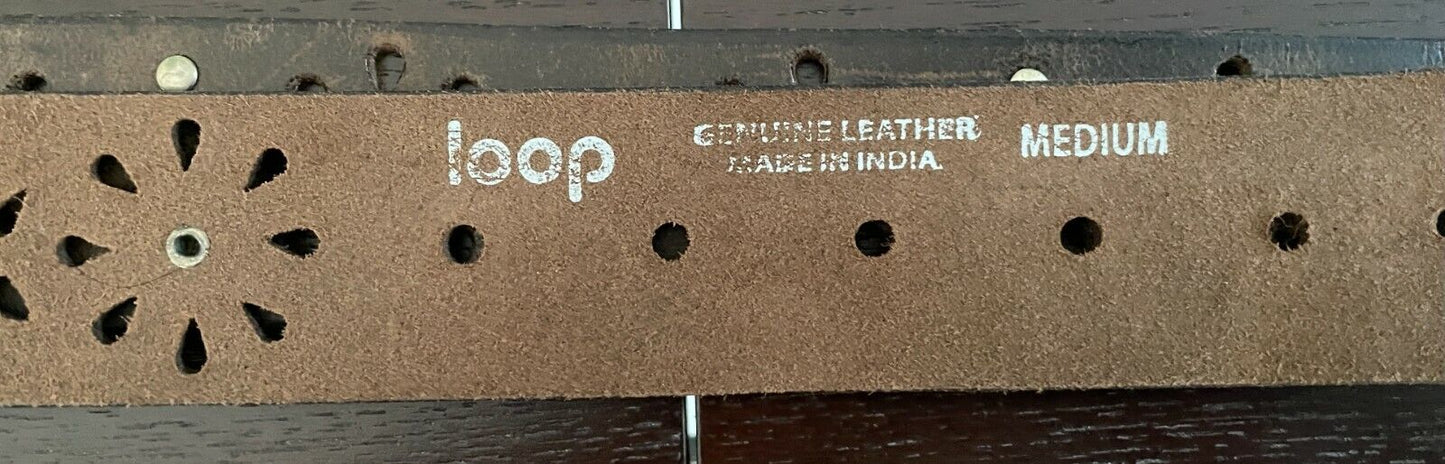 loop
GENUINE LEATHER
MADE IN INDIA.
MEDIUM